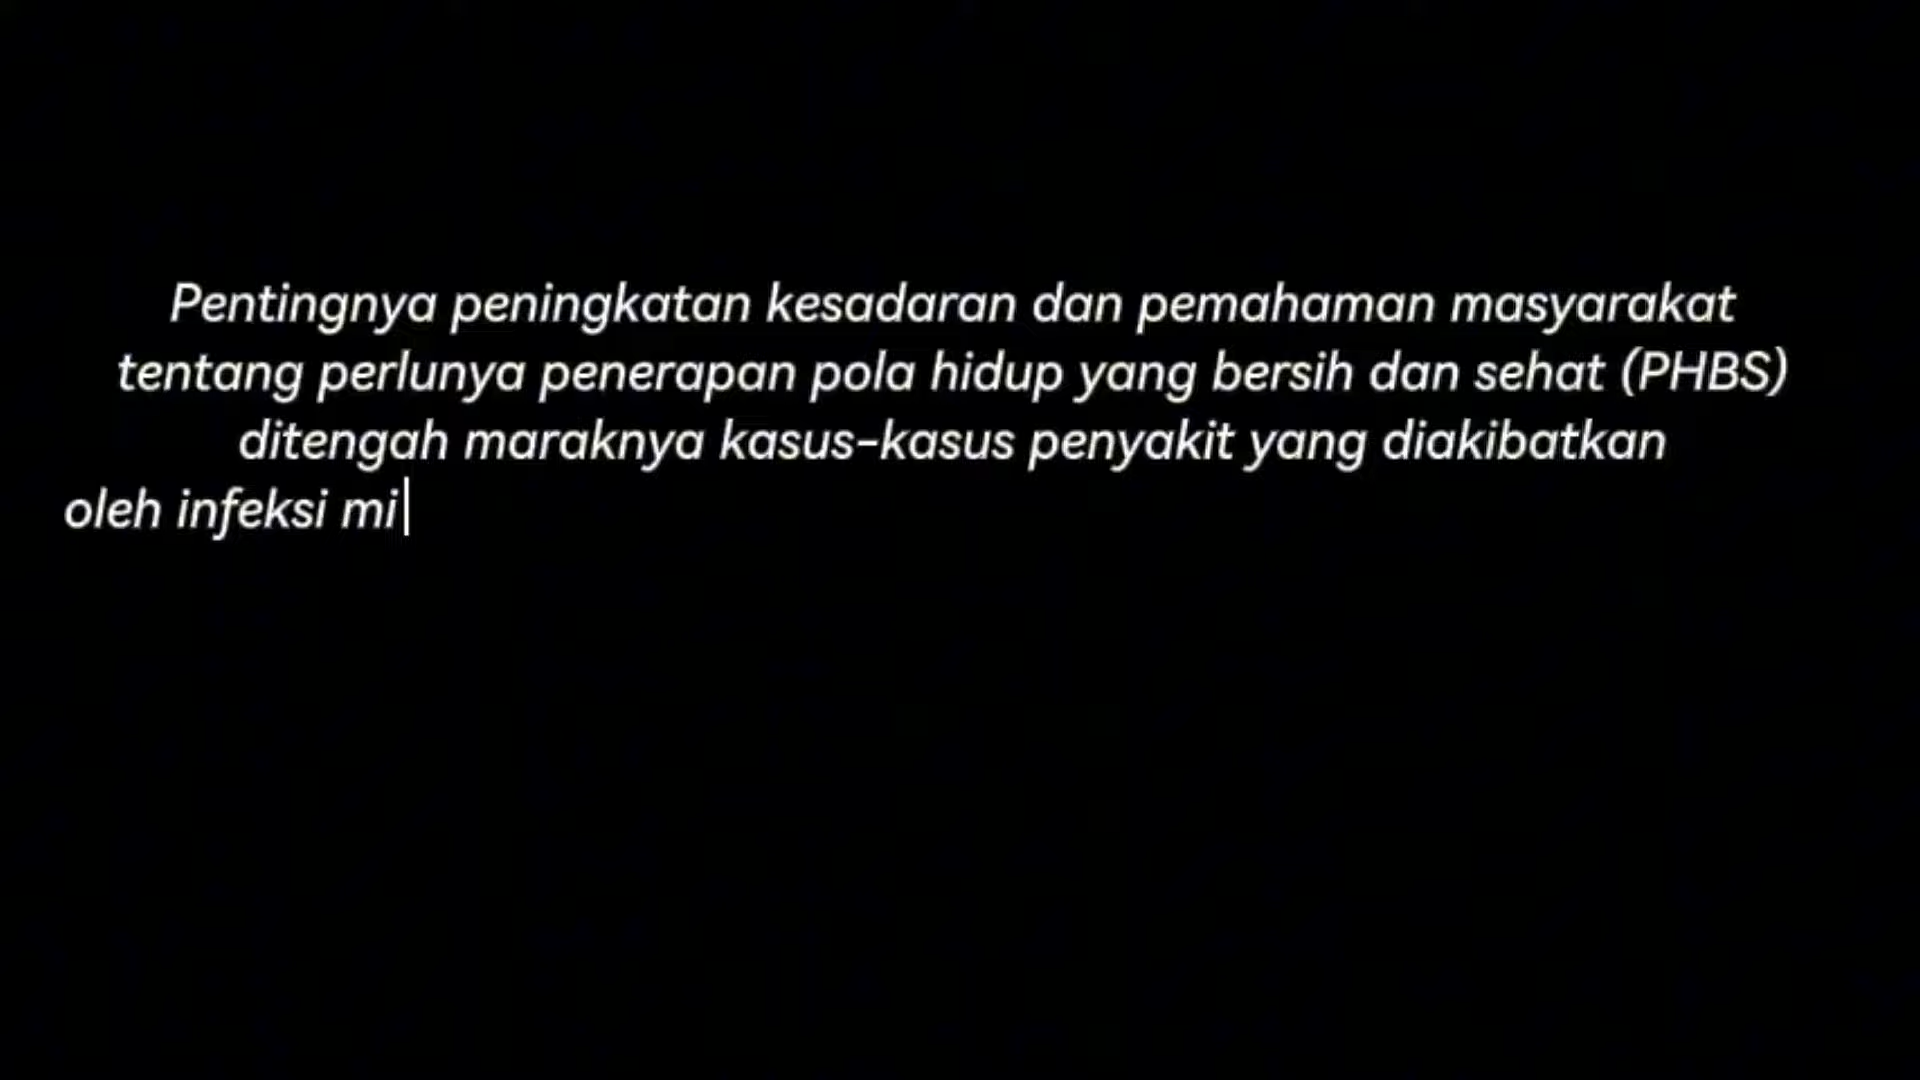 Pentingnya peningkatan kesadaran dan pemahaman masyarakat
tentang perlunya penerapan pola hidup yang bersih dan sehat (PHBS)
ditengah maraknya kasus-kasus penyakit yang diakibatkan
oleh infeksi mi